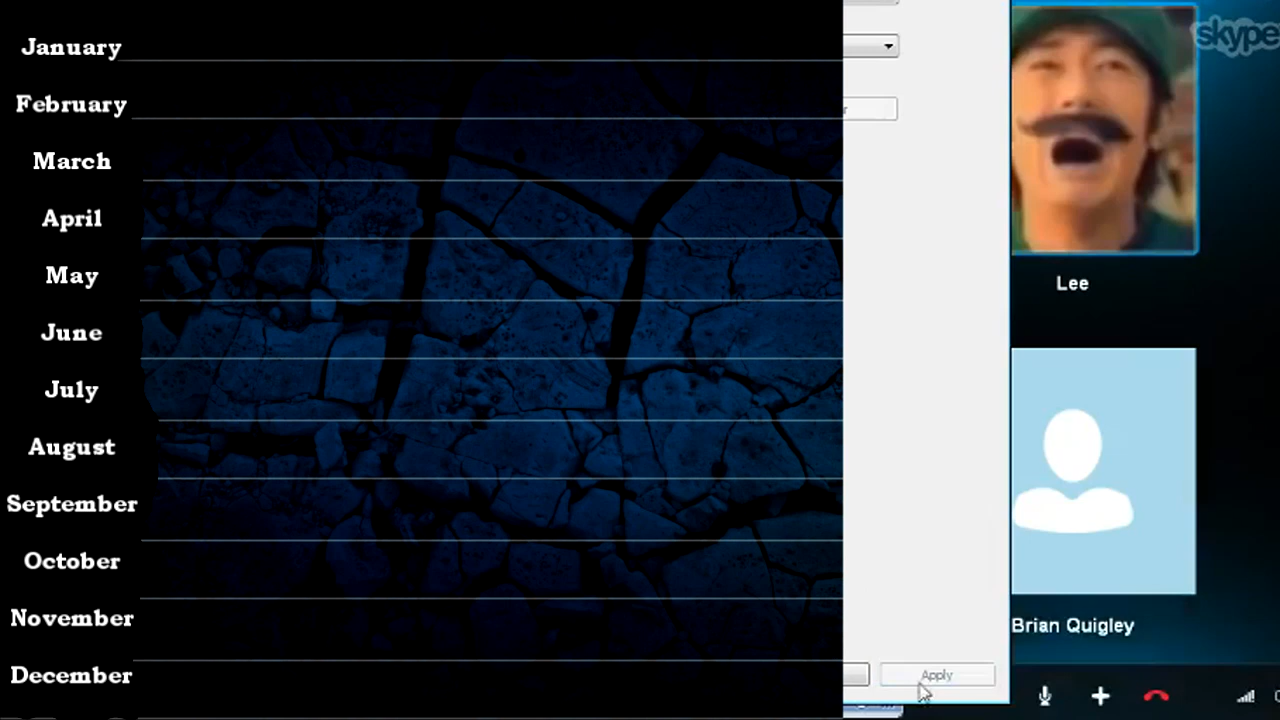 January
February
March
April
May
June
July
August
September
October
November
December
skype
Lee
Brian Quigley
Apply